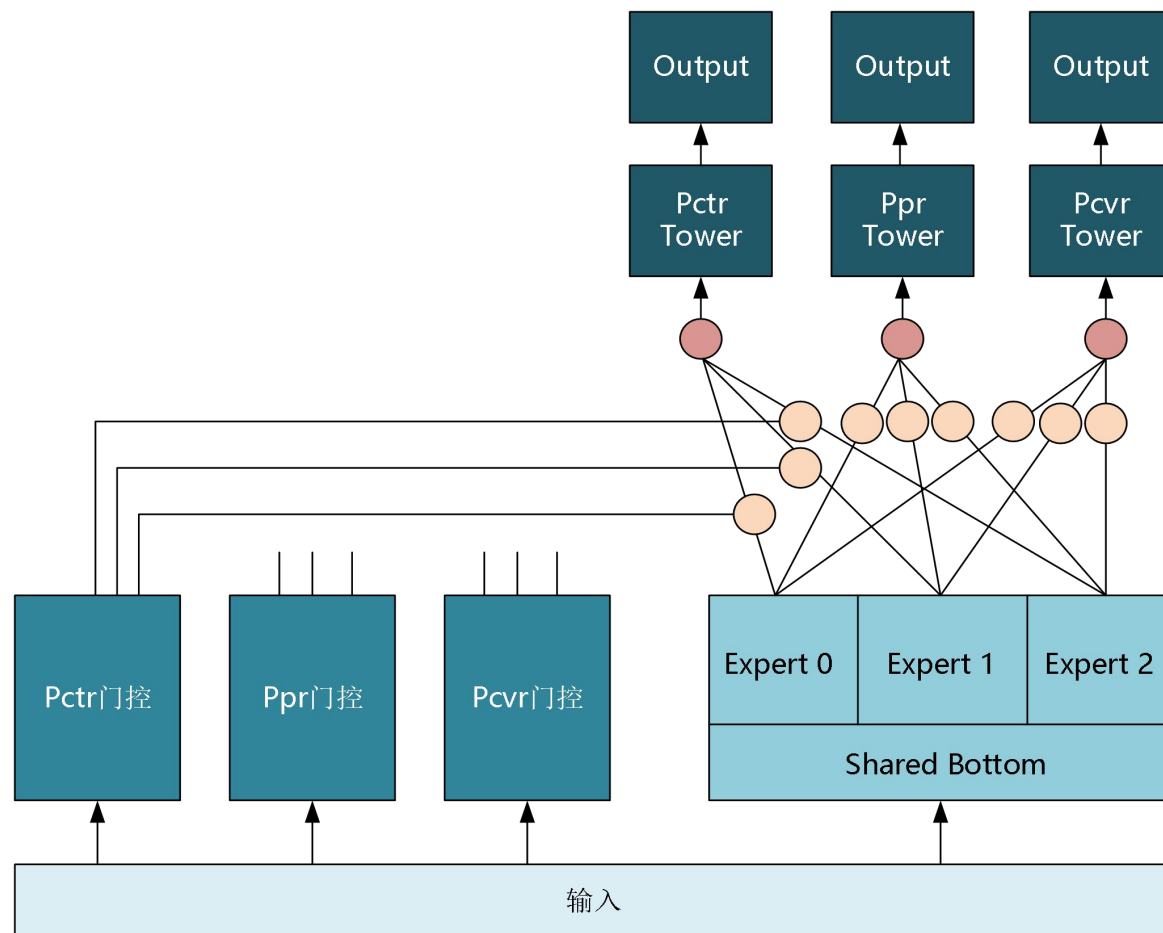 Output
Output
Output
Pctr
Tower
Ppr
Tower
Pcvr
Tower
Pctr门控
Ppr门控
Pcvr门控
Expert 0
Expert 1
Expert 2
Shared Bottom
输入